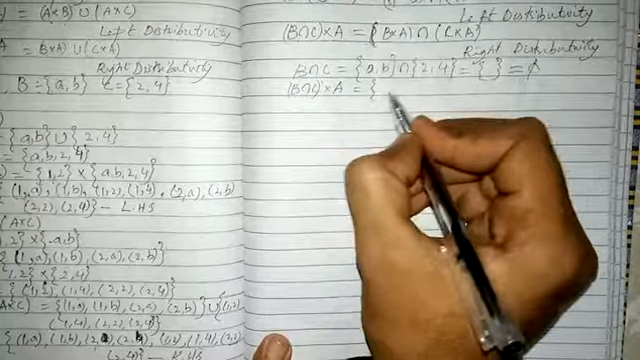 = (A×B) ∪ (A×C)
Left Distributivity
A = B×A) ∪ (C×A)
Right Distributivity
B = {a,b} C = {2,4}
= {a,b} ∪ {2,4}
= {a,b,2,4}
) = {1,2} × {a,b,2,4}
{(1,a), (1,b), (1,2), (1,4), (2,a), (2,b)
(2,2), (2,4)} – L.H.S
(A×C)
1,2} × {a,b}
(1,a), (1,b), (2,a), (2,b)}
1,2} × {2,4}
= {(1,2), (1,4), (2,2), (2,4)}
A×C) = {(1,a), (1,b), (2,a), (2,b)} ∪ {(1,2),
(1,4), (2,2), (2,4)}
{(1,a), (1,b), (2,a), (2,b), (1,2), (1,4), (2,2)
(2,4)} – R.H.S
Left Distributivity
(B∩C)×A = (B×A) ∩ (C×A)
Right Distributivity
B∩C = {a,b} ∩ {2,4} = { } =
(B∩C)×A = {